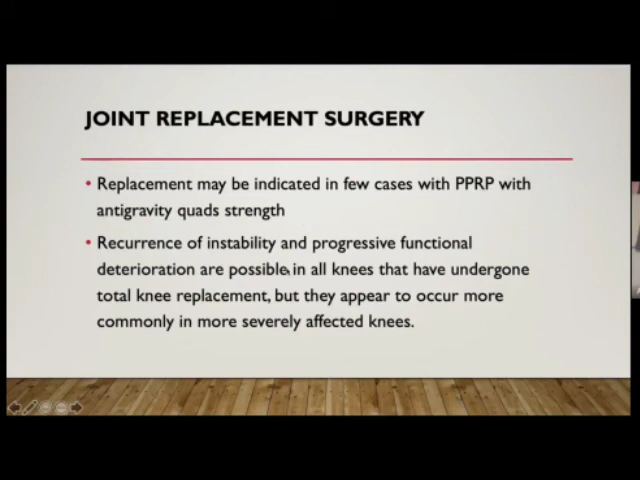 JOINT REPLACEMENT SURGERY
• Replacement may be indicated in few cases with PPRP with
antigravity quads strength
• Recurrence of instability and progressive functional
deterioration are possible in all knees that have undergone
total knee replacement, but they appear to occur more
commonly in more severely affected knees.